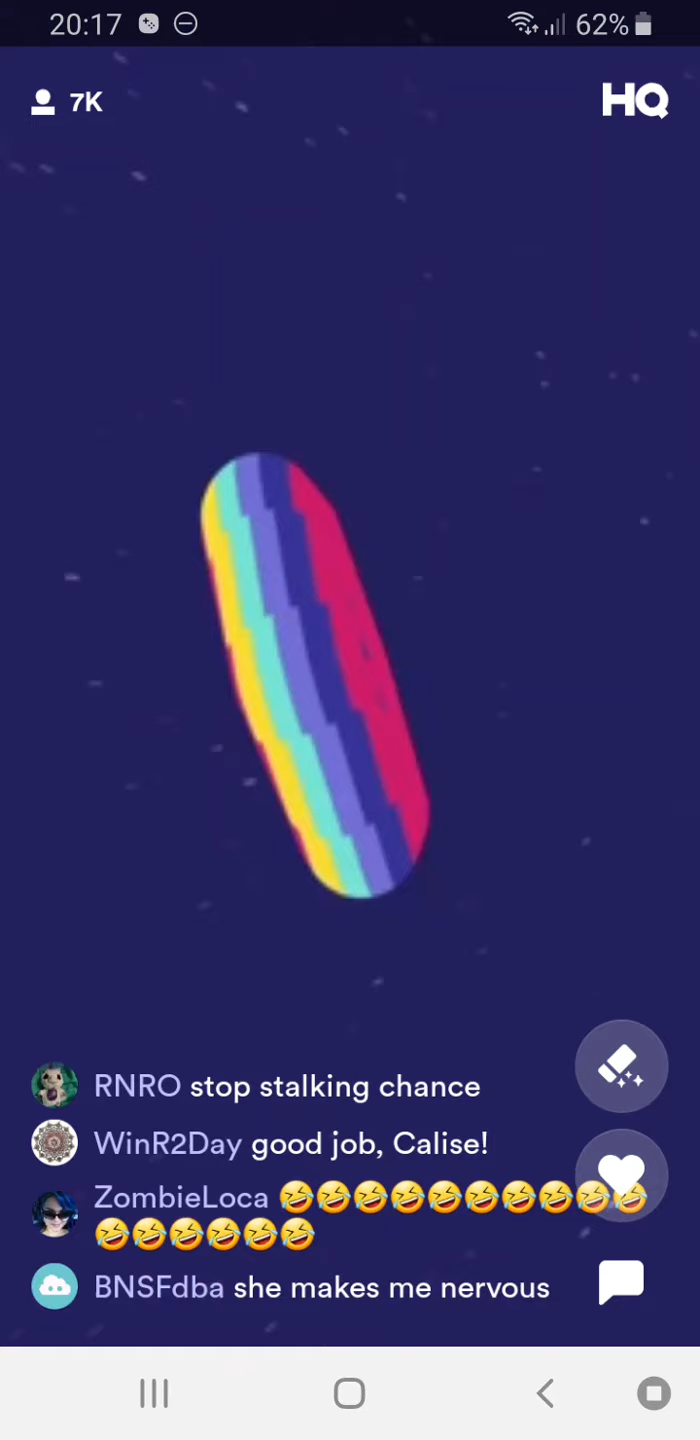 20:17 62%
7K HQ
RNRO stop stalking chance
WinR2Day good job, Calise!
ZombieLoca 🤣🤣🤣🤣🤣🤣🤣🤣🤣🤣
🤣🤣🤣🤣🤣🤣
BNSFdba she makes me nervous